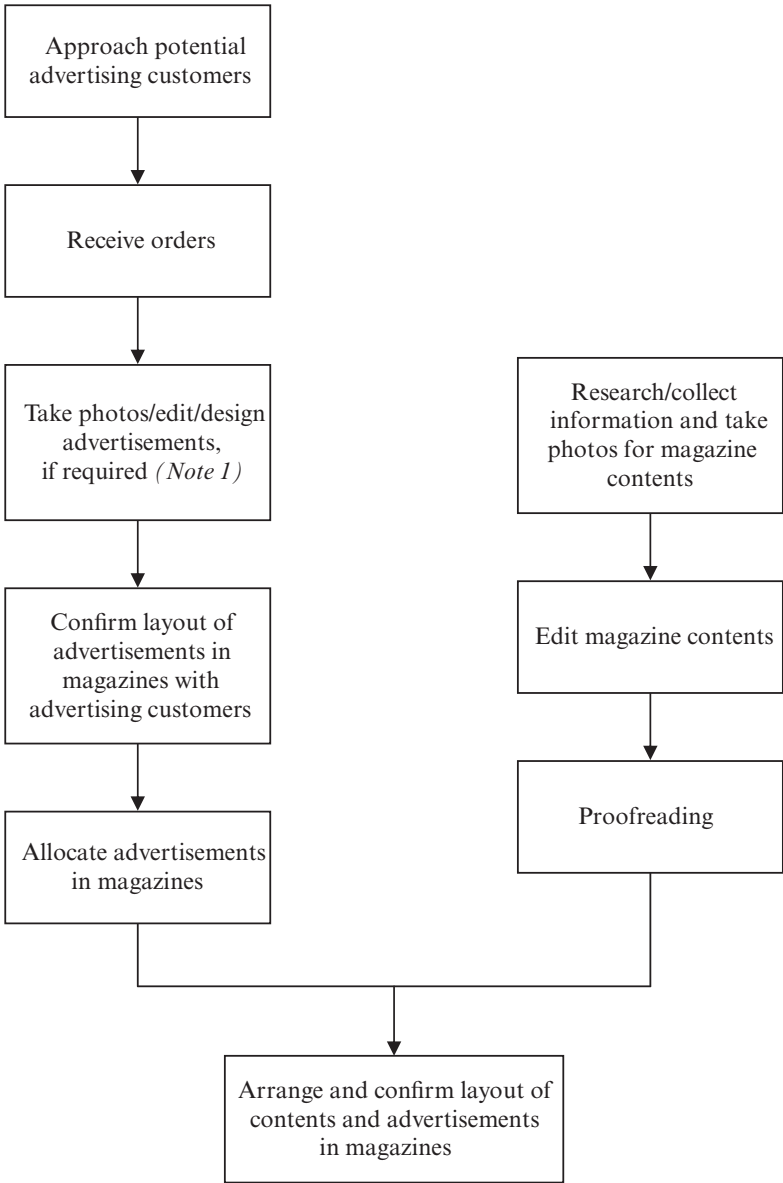 Approach potential
advertising customers
Receive orders
Take photos/edit/design
advertisements,
if required (Note 1)
Confirm layout of
advertisements in
magazines with
advertising customers
Allocate advertisements
in magazines
Research/collect
information and take
photos for magazine
contents
Edit magazine contents
Proofreading
Arrange and confirm layout of
contents and advertisements
in magazines